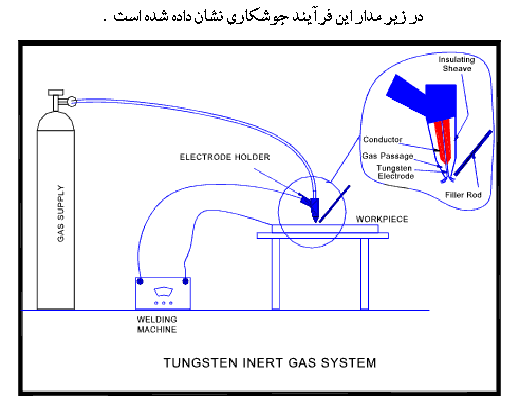 در زیر مدار این فرآیند جوشکاری نشان داده شده است .
Insulating
Sheave
Conductor
Gas Passage
Tungsten
Electrode
Filler Rod
ELECTRODE HOLDER
GAS SUPPLY
WORKPIECE
WELDING
MACHINE
TUNGSTEN INERT GAS SYSTEM